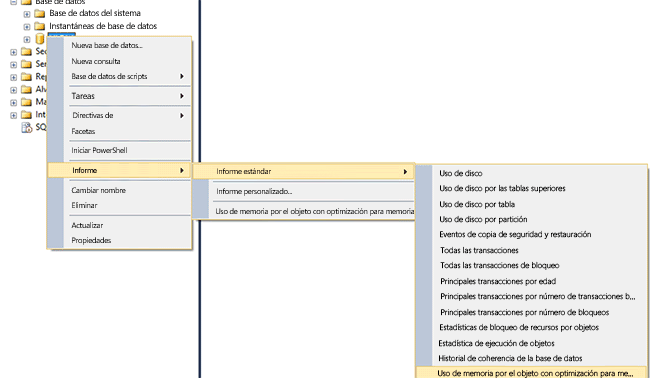 Base de datos
Base de datos del sistema
Instantáneas de base de datos
Sec
Ser
Rep
Alv
Ma
Int
SQ
Nueva base de datos...
Nueva consulta
Base de datos de scripts
Tareas
Directivas de
Facetas
Iniciar PowerShell
Informe
Cambiar nombre
Eliminar
Actualizar
Propiedades
Informe estándar
Informe personalizado...
Uso de memoria por el objeto con optimización para memoria
Uso de disco
Uso de disco por las tablas superiores
Uso de disco por tabla
Uso de disco por partición
Eventos de copia de seguridad y restauración
Todas las transacciones
Todas las transacciones de bloqueo
Principales transacciones por edad
Principales transacciones por número de transacciones b...
Principales transacciones por número de bloqueos
Estadísticas de bloqueo de recursos por objetos
Estadística de ejecución de objetos
Historial de coherencia de la base de datos
Uso de memoria por el objeto con optimización para me...